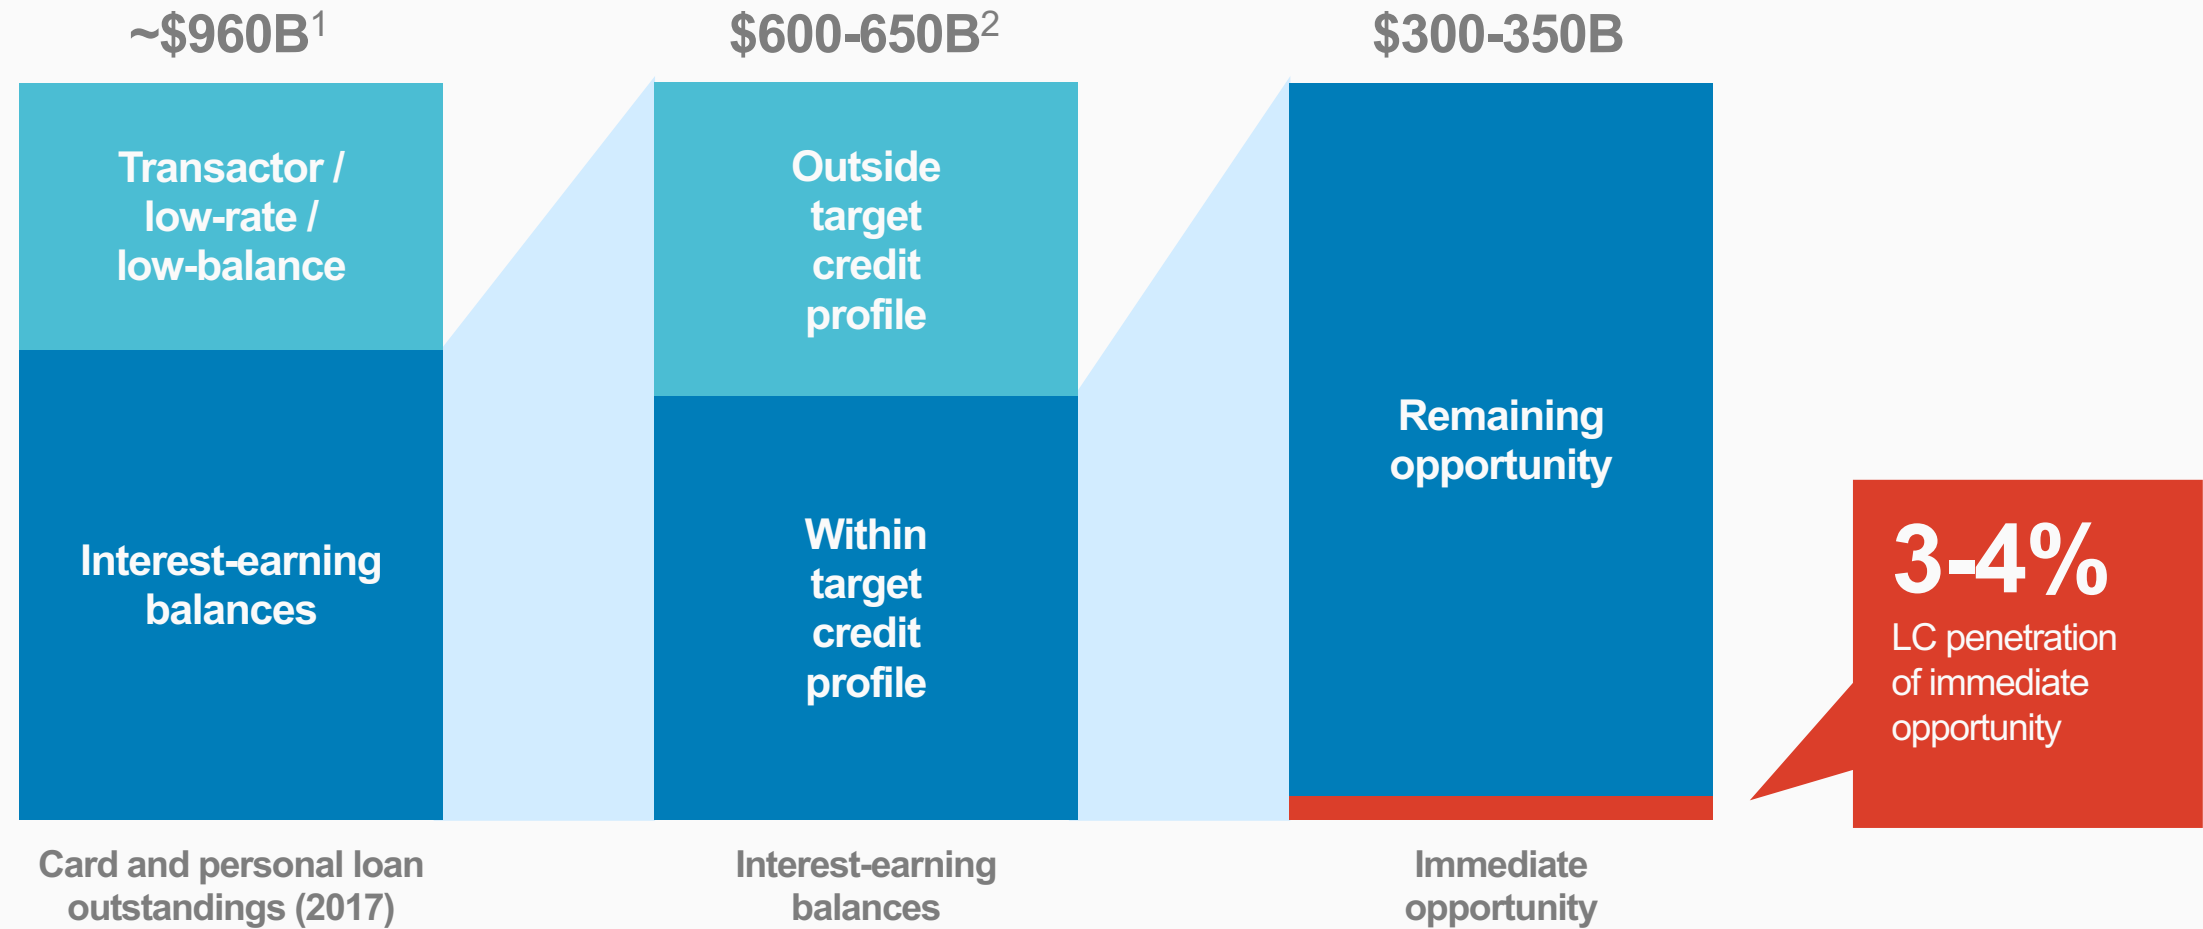 ~$960B1
$600-650B2
$300-350B
Transactor /
low-rate /
low-balance
Interest-earning
balances
Outside
target
credit
profile
Within
target
credit
profile
Remaining
opportunity
3-4%
LC penetration
of immediate
opportunity
Card and personal loan
outstandings (2017)
Interest-earning
balances
Immediate
opportunity